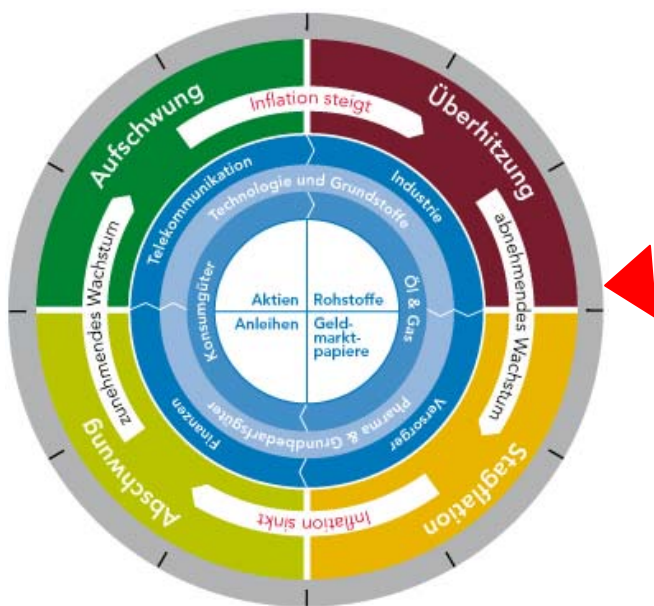 Aufschwung
Inflation steigt
Überhitzung
Telekommunikation
Technologie und Grundstoffe
Industrie
zunehmendes Wachstum
Konsumgüter
Aktien
Rohstoffe
Öl & Gas
abnehmendes Wachstum
Anleihen
Geld-
markt-
papiere
Finanzen
Pharma & Grundbedarfsgüter
Versorger
Abschwung
Inflation sinkt
Stagflation